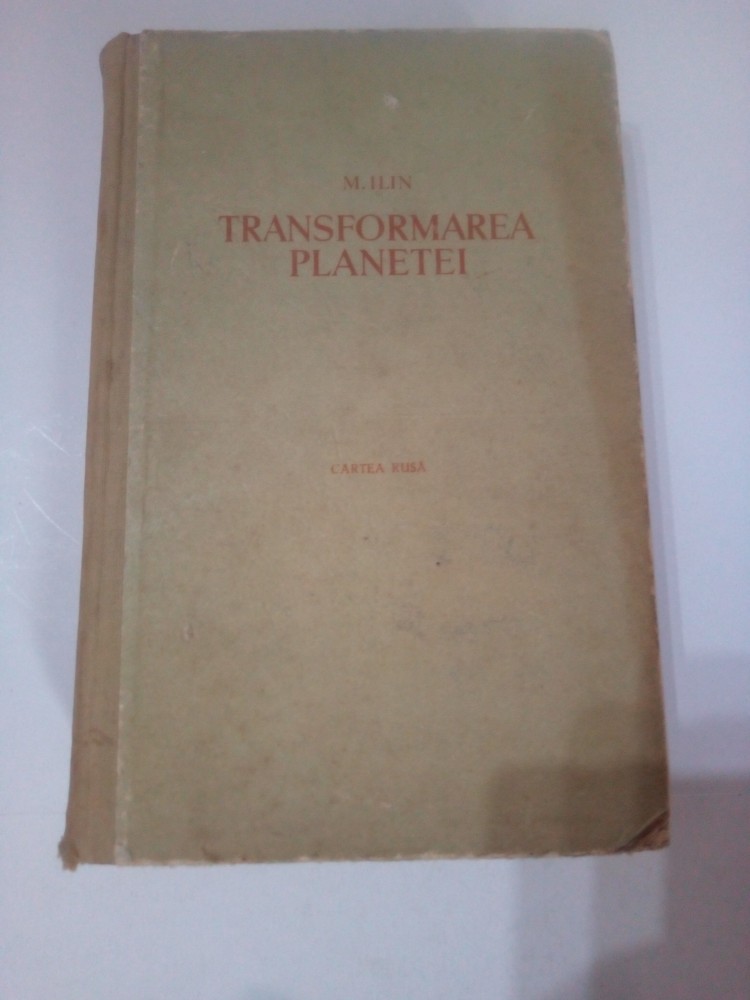 M. ILIN
TRANSFORMAREA
PLANETEI
CARTEA RUSĂ